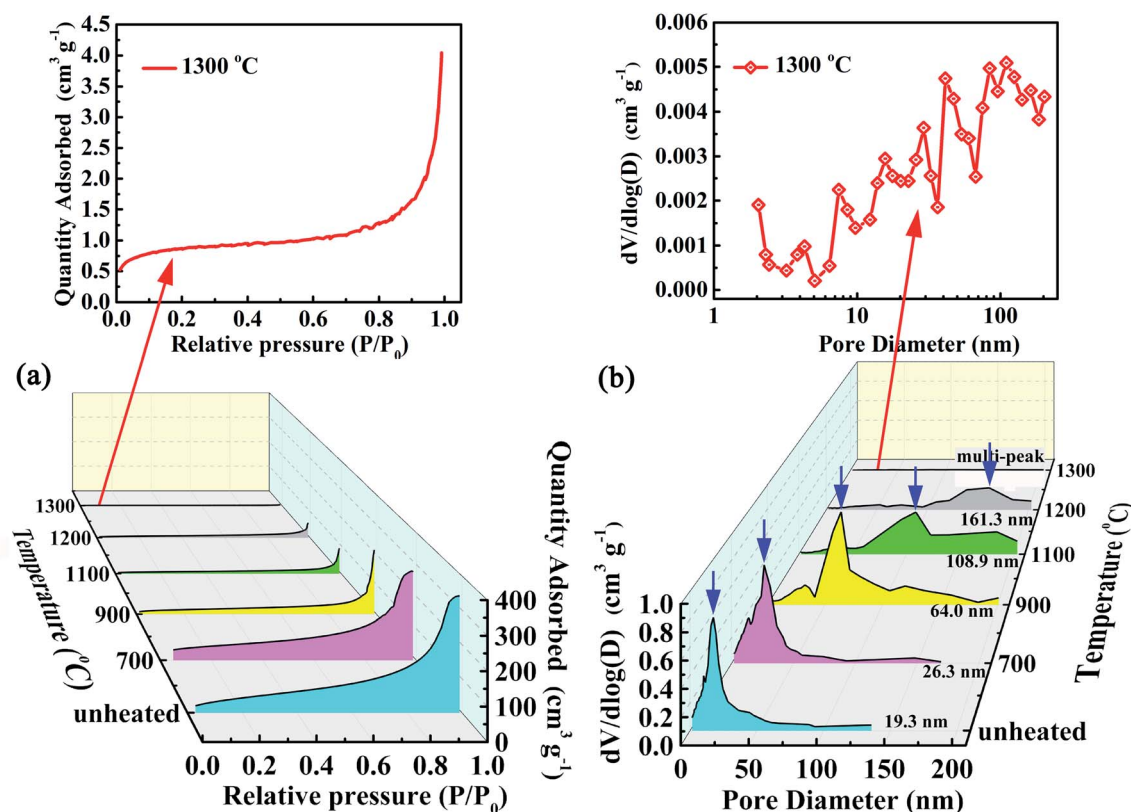 4.5
4.0
3.5
3.0
2.5
2.0
1.5
1.0
0.5
0.0
Quantity Adsorbed (cm³ g⁻¹)
1300 °C
0.0 0.2 0.4 0.6 0.8 1.0
Relative pressure (P/P₀)
0.006
0.005
0.004
0.003
0.002
0.001
0.000
dV/dlog(D) (cm³ g⁻¹)
1300 °C
1 10 100
Pore Diameter (nm)
(a)
1300
1200
1100
900
700
unheated
Temperature (°C)
400
300
200
100
0
Quantity Adsorbed (cm³ g⁻¹)
0.0 0.2 0.4 0.6 0.8 1.0
Relative pressure (P/P₀)
(b)
multi-peak
161.3 nm
108.9 nm
64.0 nm
26.3 nm
19.3 nm
1300
1200
1100
900
700
unheated
Temperature (°C)
1.0
0.8
0.6
0.4
0.2
0.0
dV/dlog(D) (cm³ g⁻¹)
0 50 100 150 200
Pore Diameter (nm)